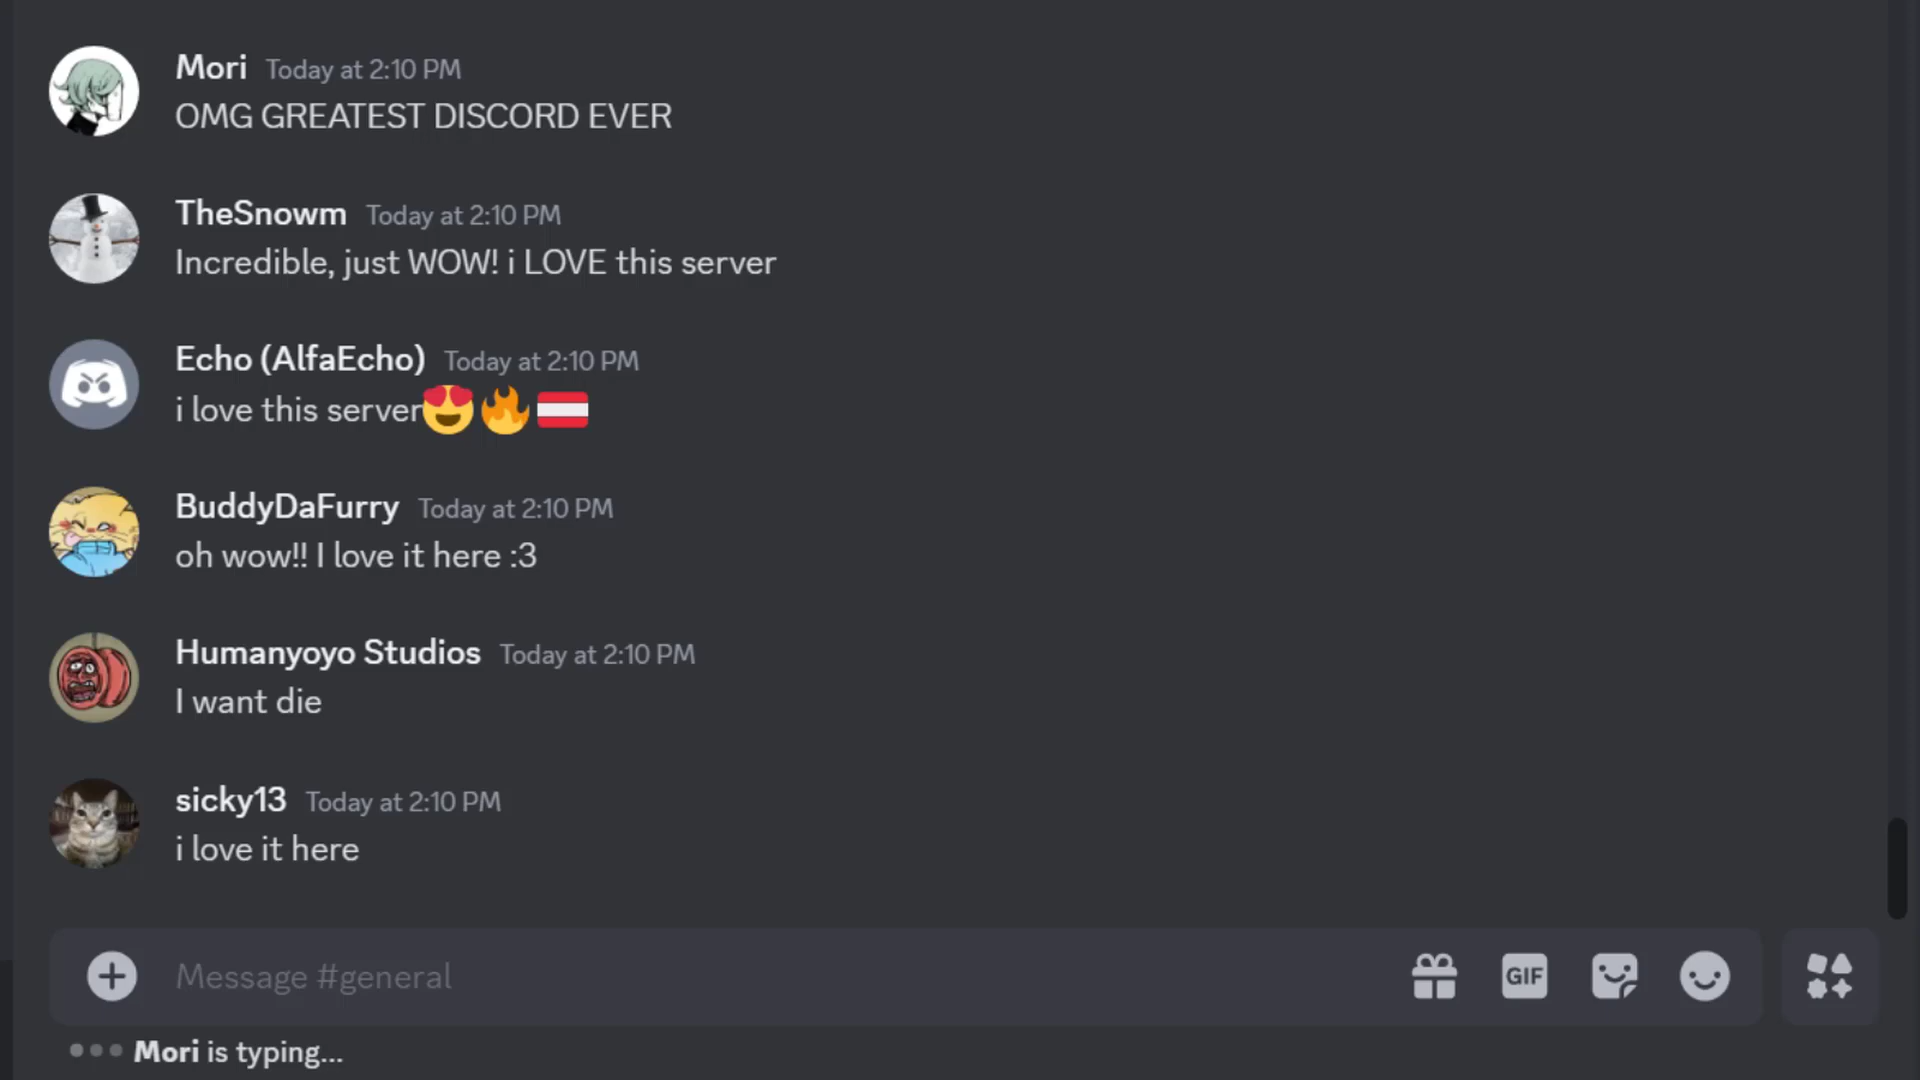 Mori Today at 2:10 PM
OMG GREATEST DISCORD EVER
TheSnowm Today at 2:10 PM
Incredible, just WOW! i LOVE this server
Echo (AlfaEcho) Today at 2:10 PM
i love this server😍🔥🇦🇹
BuddyDaFurry Today at 2:10 PM
oh wow!! I love it here :3
Humanyoyo Studios Today at 2:10 PM
I want die
sicky13 Today at 2:10 PM
i love it here
Message #general
GIF
Mori is typing...